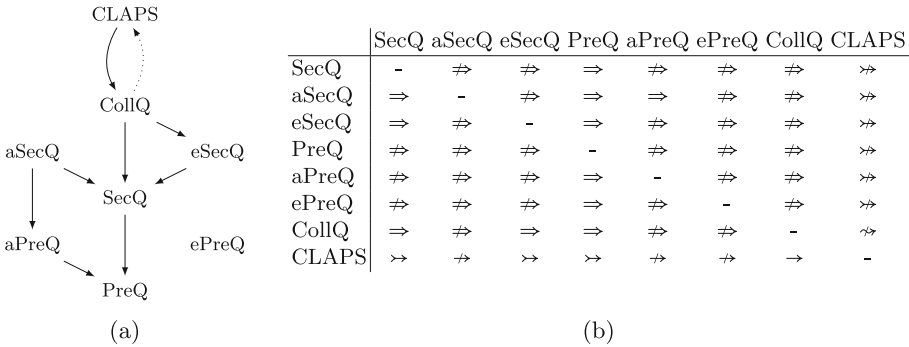 CLAPS
CollQ
aSecQ eSecQ
SecQ
aPreQ ePreQ
PreQ
(a)
SecQ aSecQ eSecQ PreQ aPreQ ePreQ CollQ CLAPS
SecQ - ⇏ ⇏ ⇒ ⇏ ⇏ ⇏ ↣̸
aSecQ ⇒ - ⇏ ⇒ ⇒ ⇏ ⇏ ↣̸
eSecQ ⇒ ⇏ - ⇒ ⇏ ⇏ ⇏ ↣̸
PreQ ⇏ ⇏ ⇏ - ⇏ ⇏ ⇏ ↣̸
aPreQ ⇏ ⇏ ⇏ ⇒ - ⇏ ⇏ ↣̸
ePreQ ⇏ ⇏ ⇏ ⇒ ⇏ - ⇏ ↣̸
CollQ ⇒ ⇏ ⇒ ⇒ ⇏ ⇏ - ↝̸
CLAPS ↣ ↛ ↣ ↣ ↛ ↛ → -
(b)